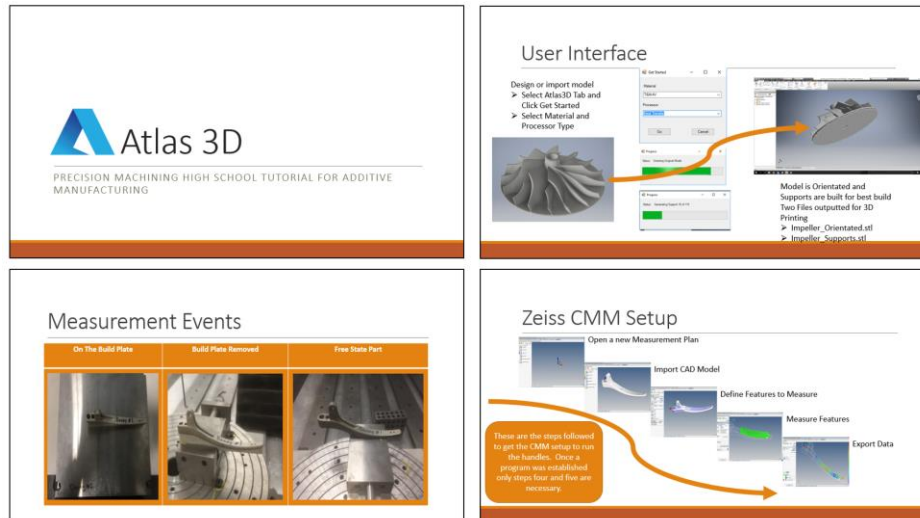 Atlas 3D
PRECISION MACHINING HIGH SCHOOL TUTORIAL FOR ADDITIVE
MANUFACTURING
User Interface
Design or import model
➢ Select Atlas3D Tab and
Click Get Started
➢ Select Material and
Processor Type
Get Started
Material
Processor
Cancel
Model is Orientated and
Supports are built for best build
Two Files outputted for 3D
Printing
➢ Impeller_Orientated.stl
➢ Impeller_Supports.stl
Measurement Events
On The Build Plate
Build Plate Removed
Free State Part
Zeiss CMM Setup
Open a new Measurement Plan
Import CAD Model
Define Features to Measure
Measure Features
Export Data
These are the steps followed
to get the CMM setup to run
the handles. Once a
program was established
only steps four and five are
necessary.